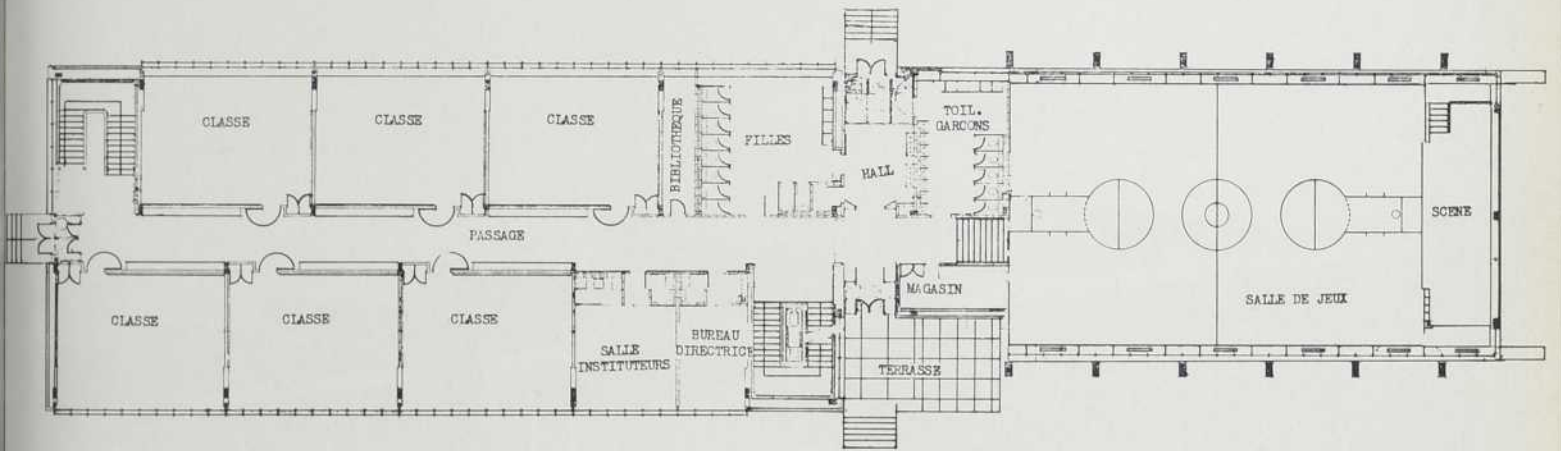 CLASSE
CLASSE
CLASSE
BIBLIOTHEQUE
FILLES
HALL
TOIL.
GARCONS
PASSAGE
SCENE
MAGASIN
SALLE DE JEUX
CLASSE
CLASSE
CLASSE
SALLE
INSTITUTEURS
BUREAU
DIRECTRICE
TERRASSE